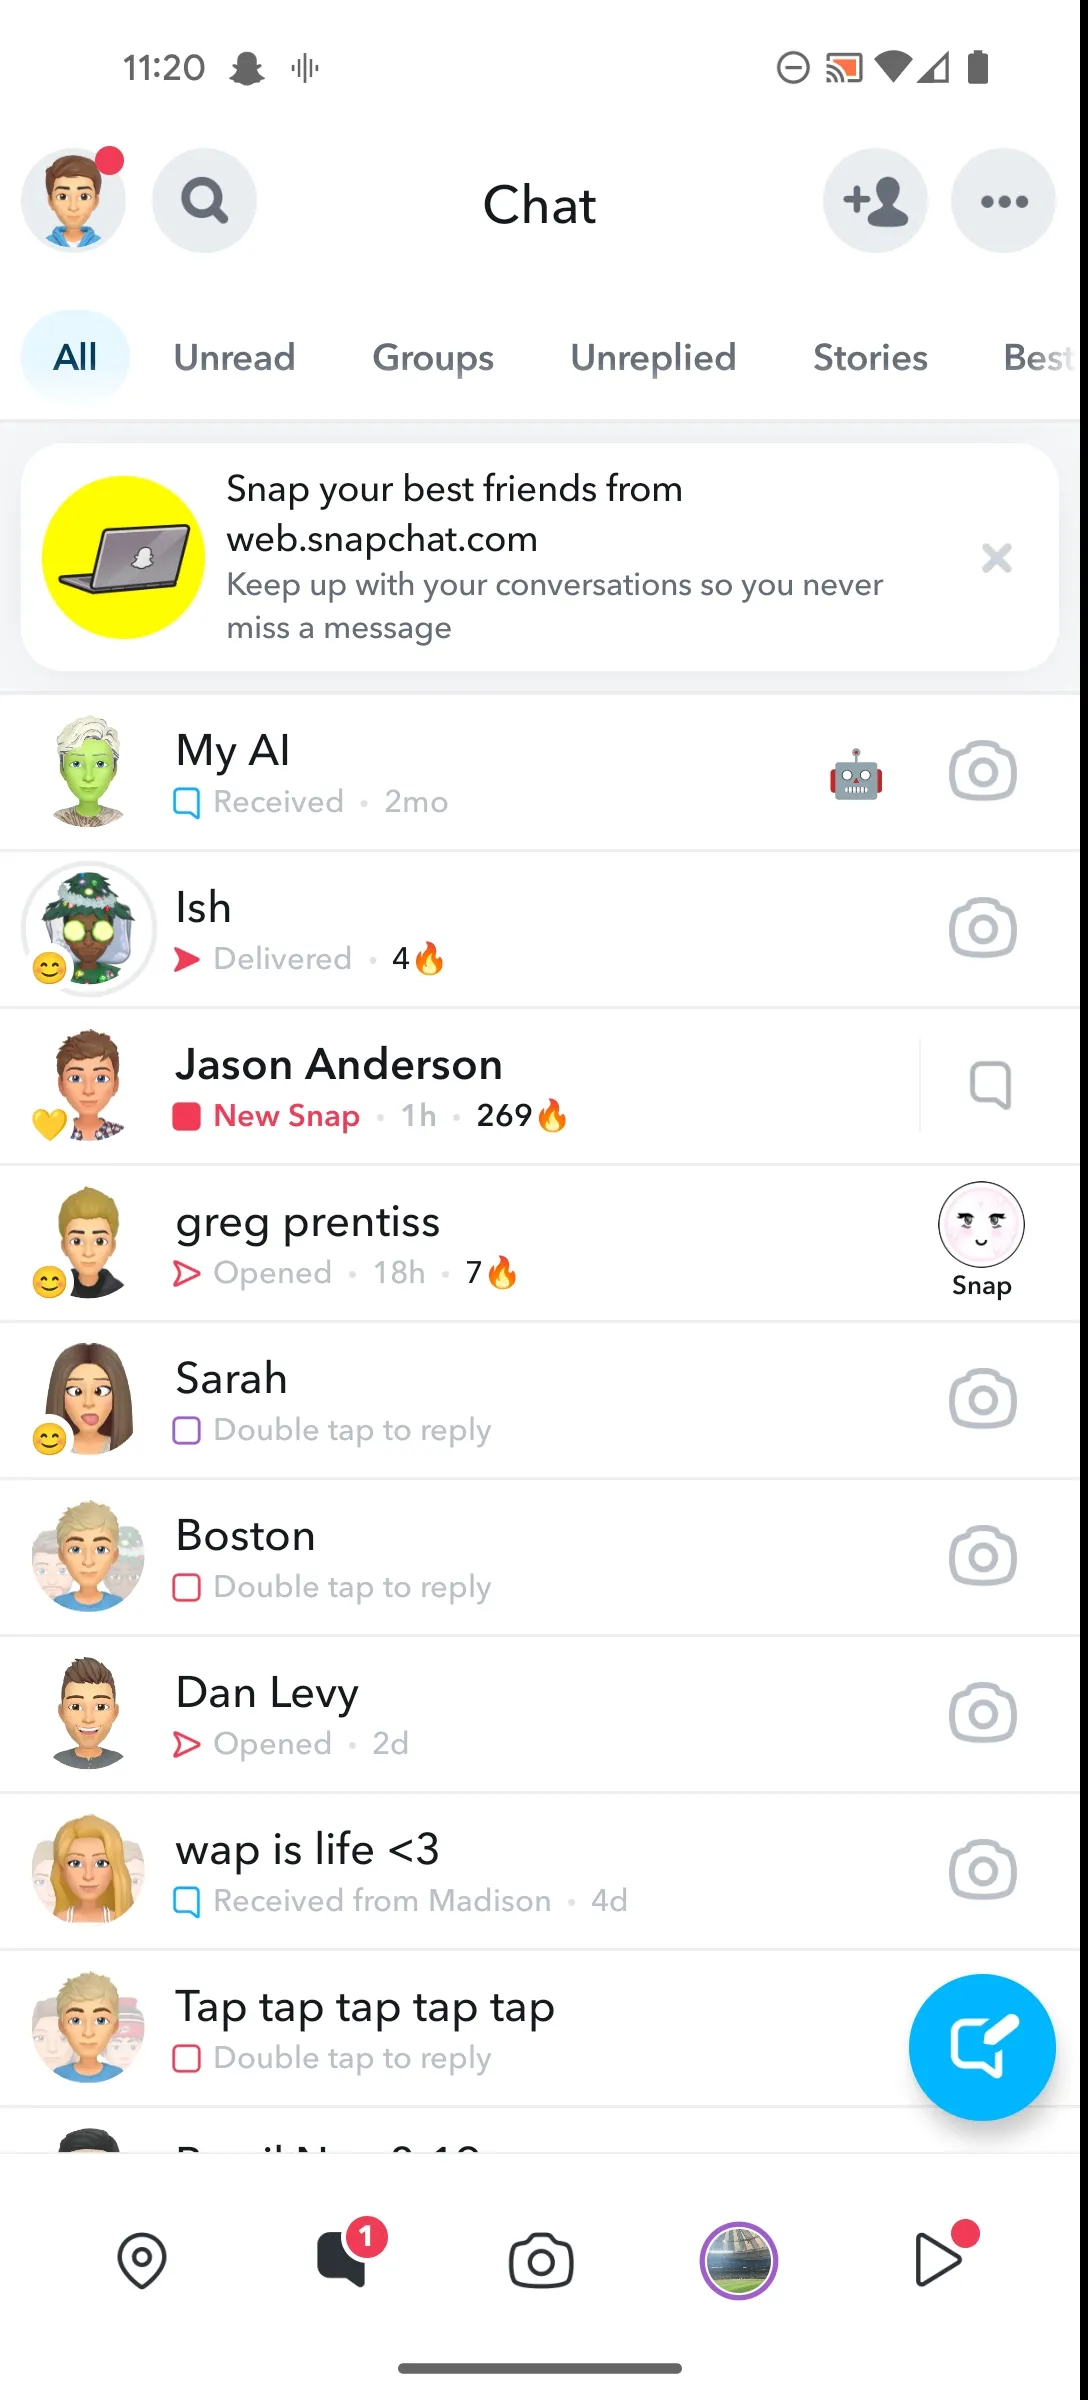 11:20
Chat
All Unread Groups Unreplied Stories Best
Snap your best friends from
web.snapchat.com
Keep up with your conversations so you never
miss a message
My AI
Received · 2mo
Ish
Delivered · 4🔥
Jason Anderson
New Snap · 1h · 269🔥
greg prentiss
Opened · 18h · 7🔥
Snap
Sarah
Double tap to reply
Boston
Double tap to reply
Dan Levy
Opened · 2d
wap is life <3
Received from Madison · 4d
Tap tap tap tap tap
Double tap to reply
1